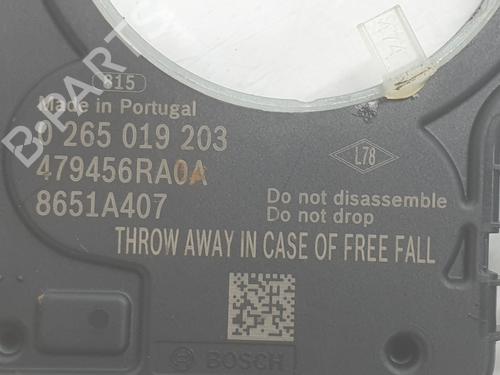 815
Made in Portugal
0 265 019 203
479456RA0A
8651A407
L78
Do not disassemble
Do not drop
THROW AWAY IN CASE OF FREE FALL
BOSCH
B-PARTS